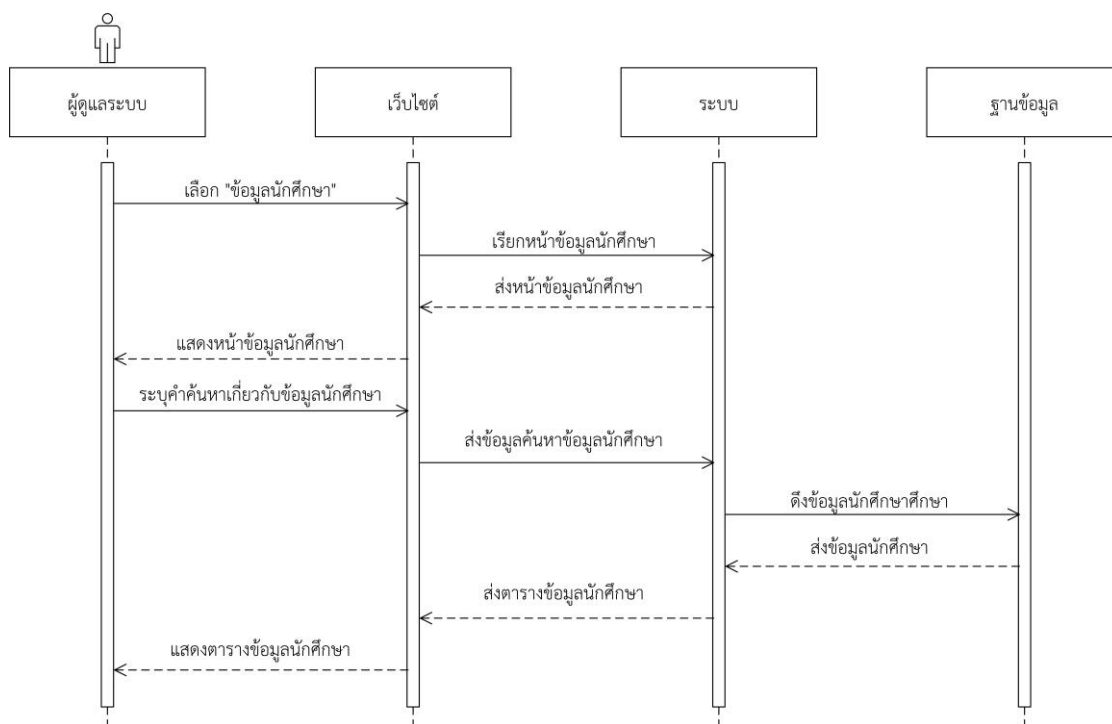 ผู้ดูแลระบบ
เว็บไซต์
ระบบ
ฐานข้อมูล
เลือก "ข้อมูลนักศึกษา"
เรียกหน้าข้อมูลนักศึกษา
ส่งหน้าข้อมูลนักศึกษา
แสดงหน้าข้อมูลนักศึกษา
ระบุคำค้นหาเกี่ยวกับข้อมูลนักศึกษา
ส่งข้อมูลค้นหาข้อมูลนักศึกษา
ดึงข้อมูลนักศึกษาศึกษา
ส่งข้อมูลนักศึกษา
ส่งตารางข้อมูลนักศึกษา
แสดงตารางข้อมูลนักศึกษา